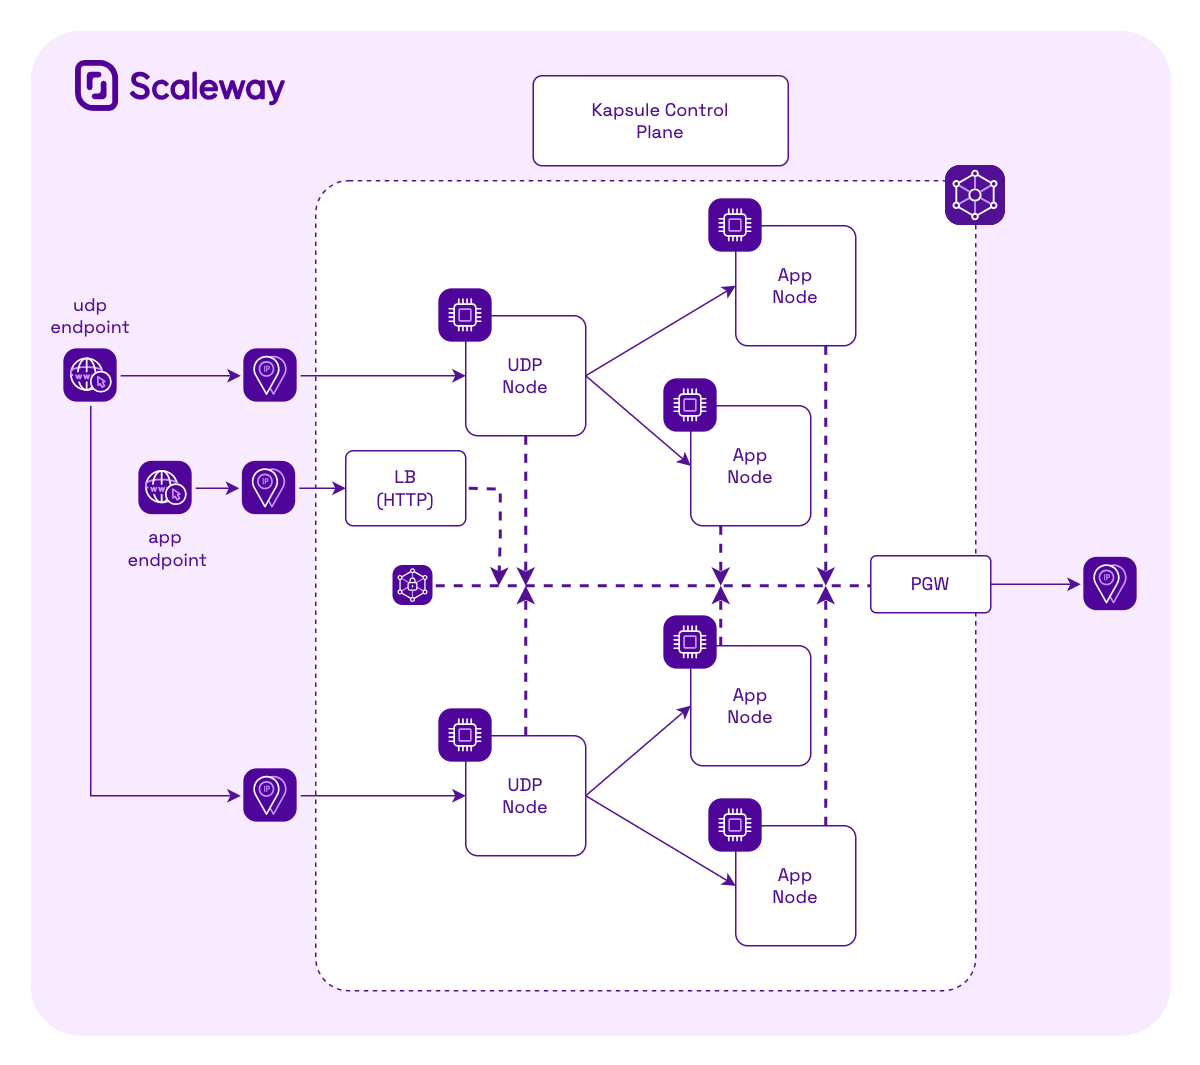 Scaleway
Kapsule Control
Plane
App
Node
udp
endpoint
UDP
Node
App
Node
LB
(HTTP)
app
endpoint
PGW
App
Node
UDP
Node
App
Node